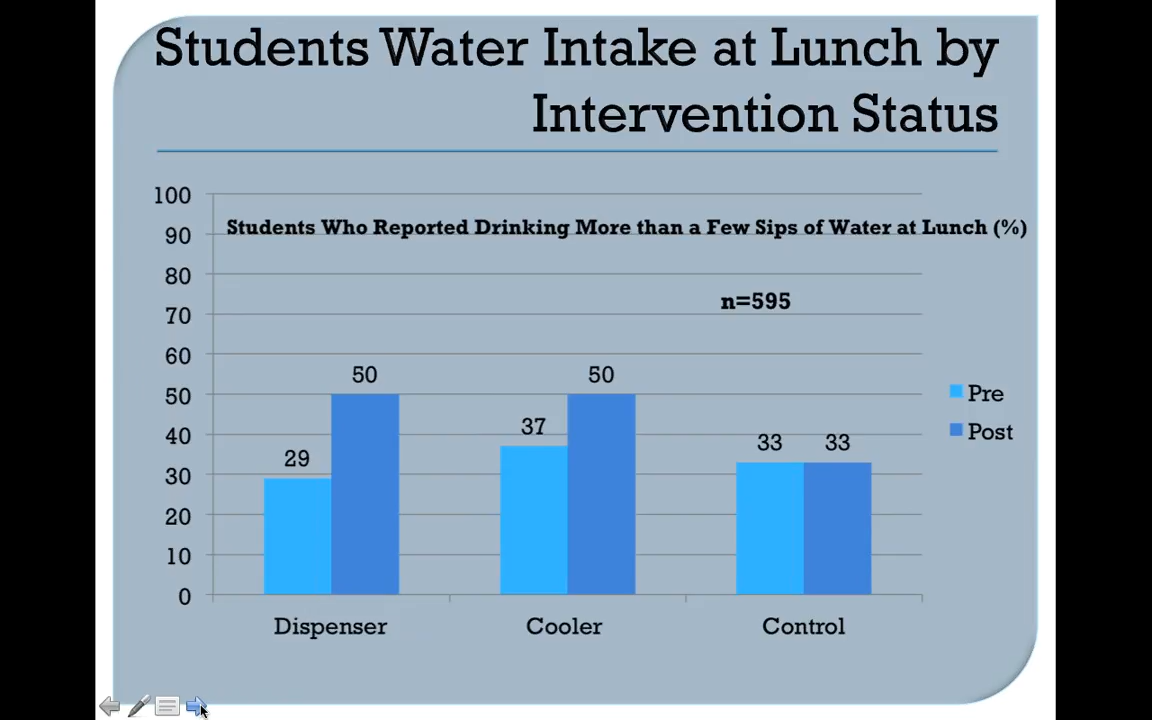 Students Water Intake at Lunch by
Intervention Status
100
Students Who Reported Drinking More than a Few Sips of Water at Lunch (%)
90
80
n=595
70
60
50
40
30
20
10
0
50
50
37
29
33
33
Pre
Post
Dispenser
Cooler
Control